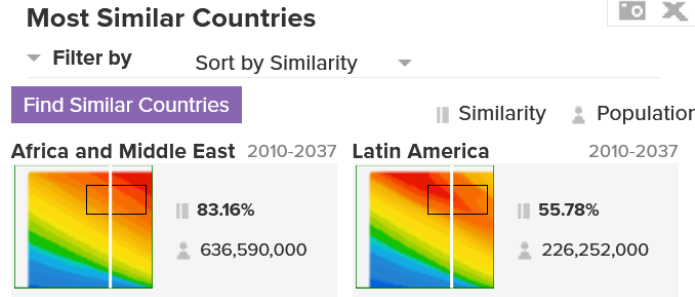 Most Similar Countries
Filter by
Sort by Similarity
Find Similar Countries
Similarity
Population
Africa and Middle East 2010-2037
83.16%
636,590,000
Latin America 2010-2037
55.78%
226,252,000